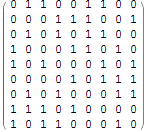 0 1 1 0 0 1 1 0 0
0 0 0 1 1 1 0 0 1
0 1 0 1 0 1 1 0 0
1 0 0 0 1 1 0 1 0
1 0 1 0 0 0 1 0 1
0 0 0 0 1 0 1 1 1
0 0 1 1 0 0 0 1 1
1 1 1 0 1 0 0 0 0
1 0 1 1 0 1 0 0 0